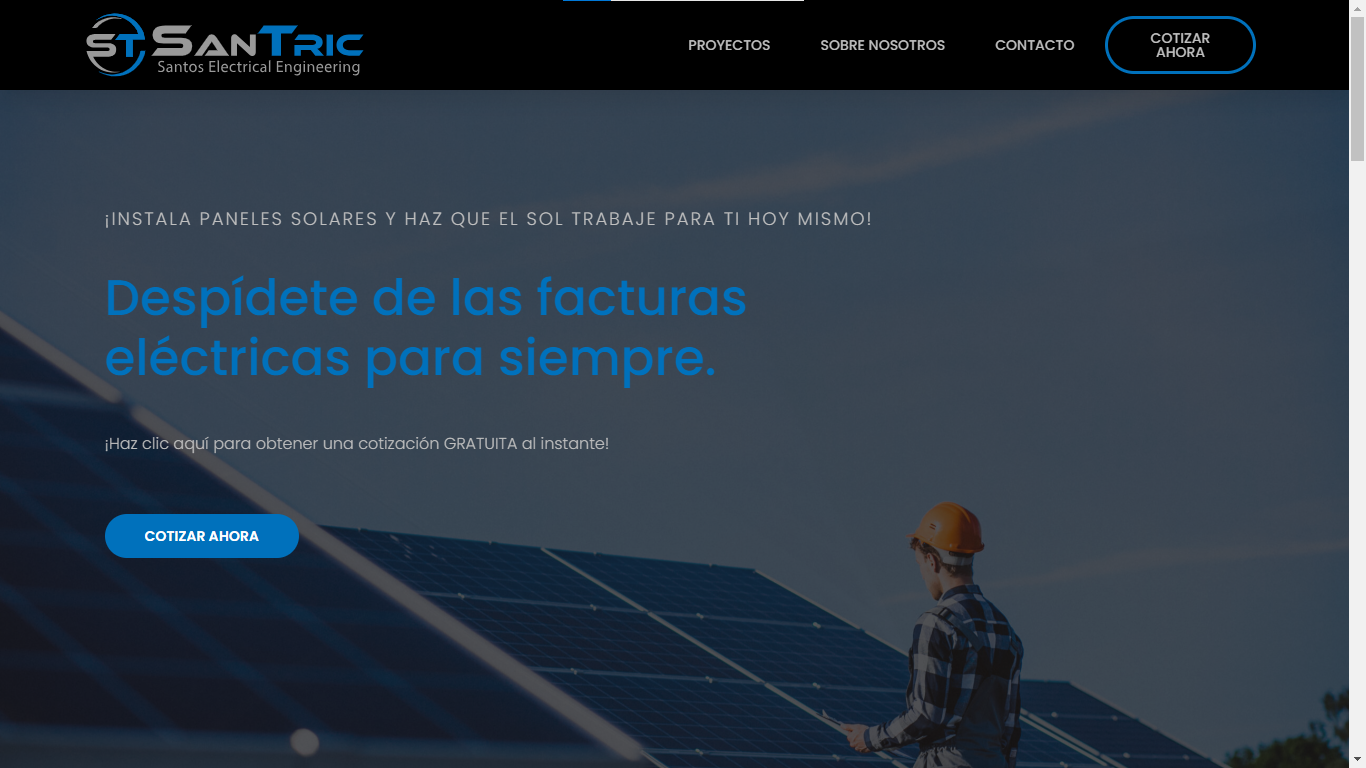 ST SANTRIC
Santos Electrical Engineering
PROYECTOS
SOBRE NOSOTROS
CONTACTO
COTIZAR
AHORA
¡INSTALA PANELES SOLARES Y HAZ QUE EL SOL TRABAJE PARA TI HOY MISMO!
Despídete de las facturas
eléctricas para siempre.
¡Haz clic aquí para obtener una cotización GRATUITA al instante!
COTIZAR AHORA